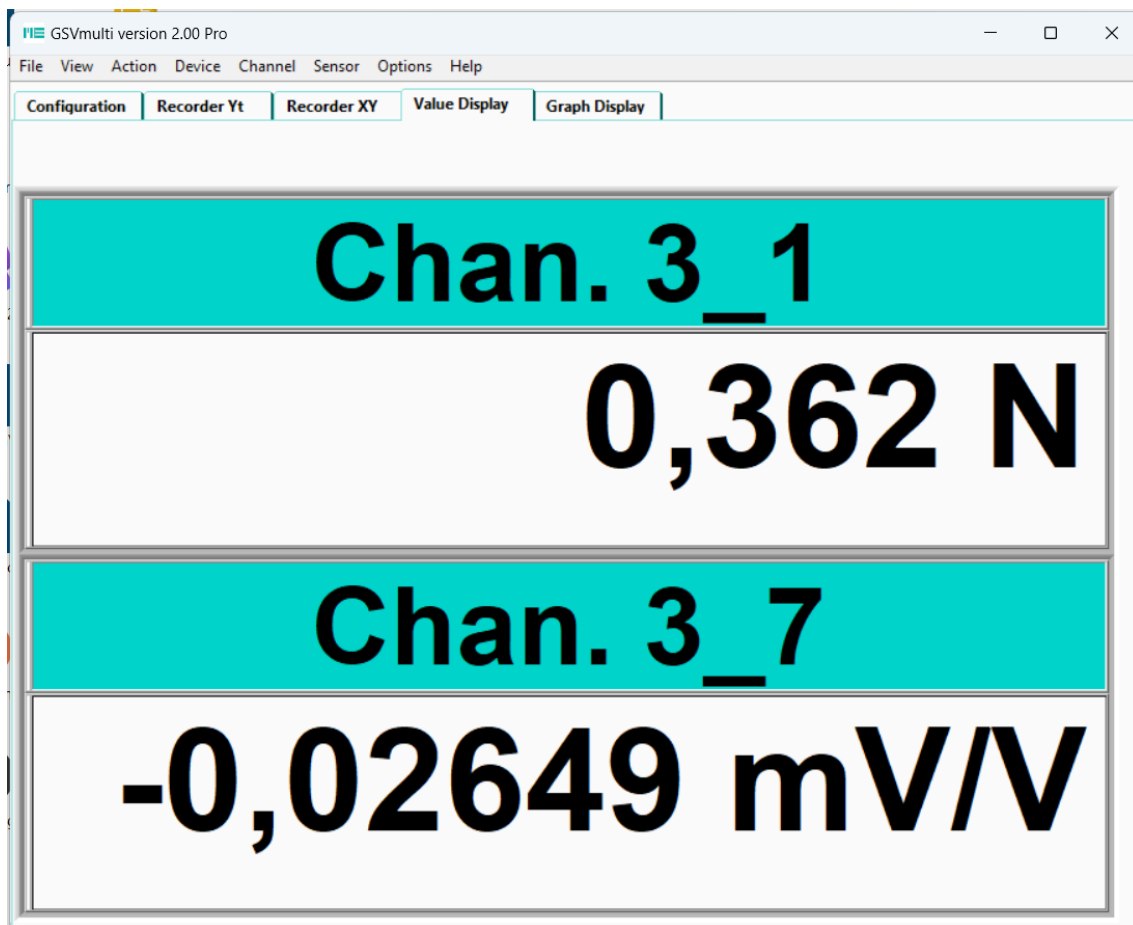 ME GSVmulti version 2.00 Pro
File View Action Device Channel Sensor Options Help
Configuration Recorder Yt Recorder XY Value Display Graph Display
Chan. 3_1
0,362 N
Chan. 3_7
-0,02649 mV/V